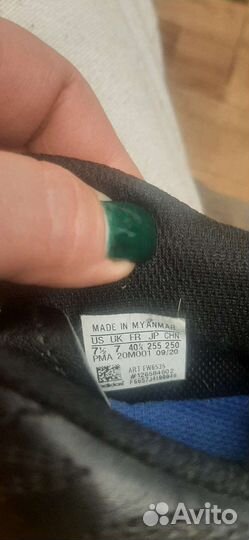 MADE IN MYANMAR
US UK FR JP CHN
7½ 7 40⅔ 255 250
PMA 20M001 09/20
ART FW6535
adidas
Avito